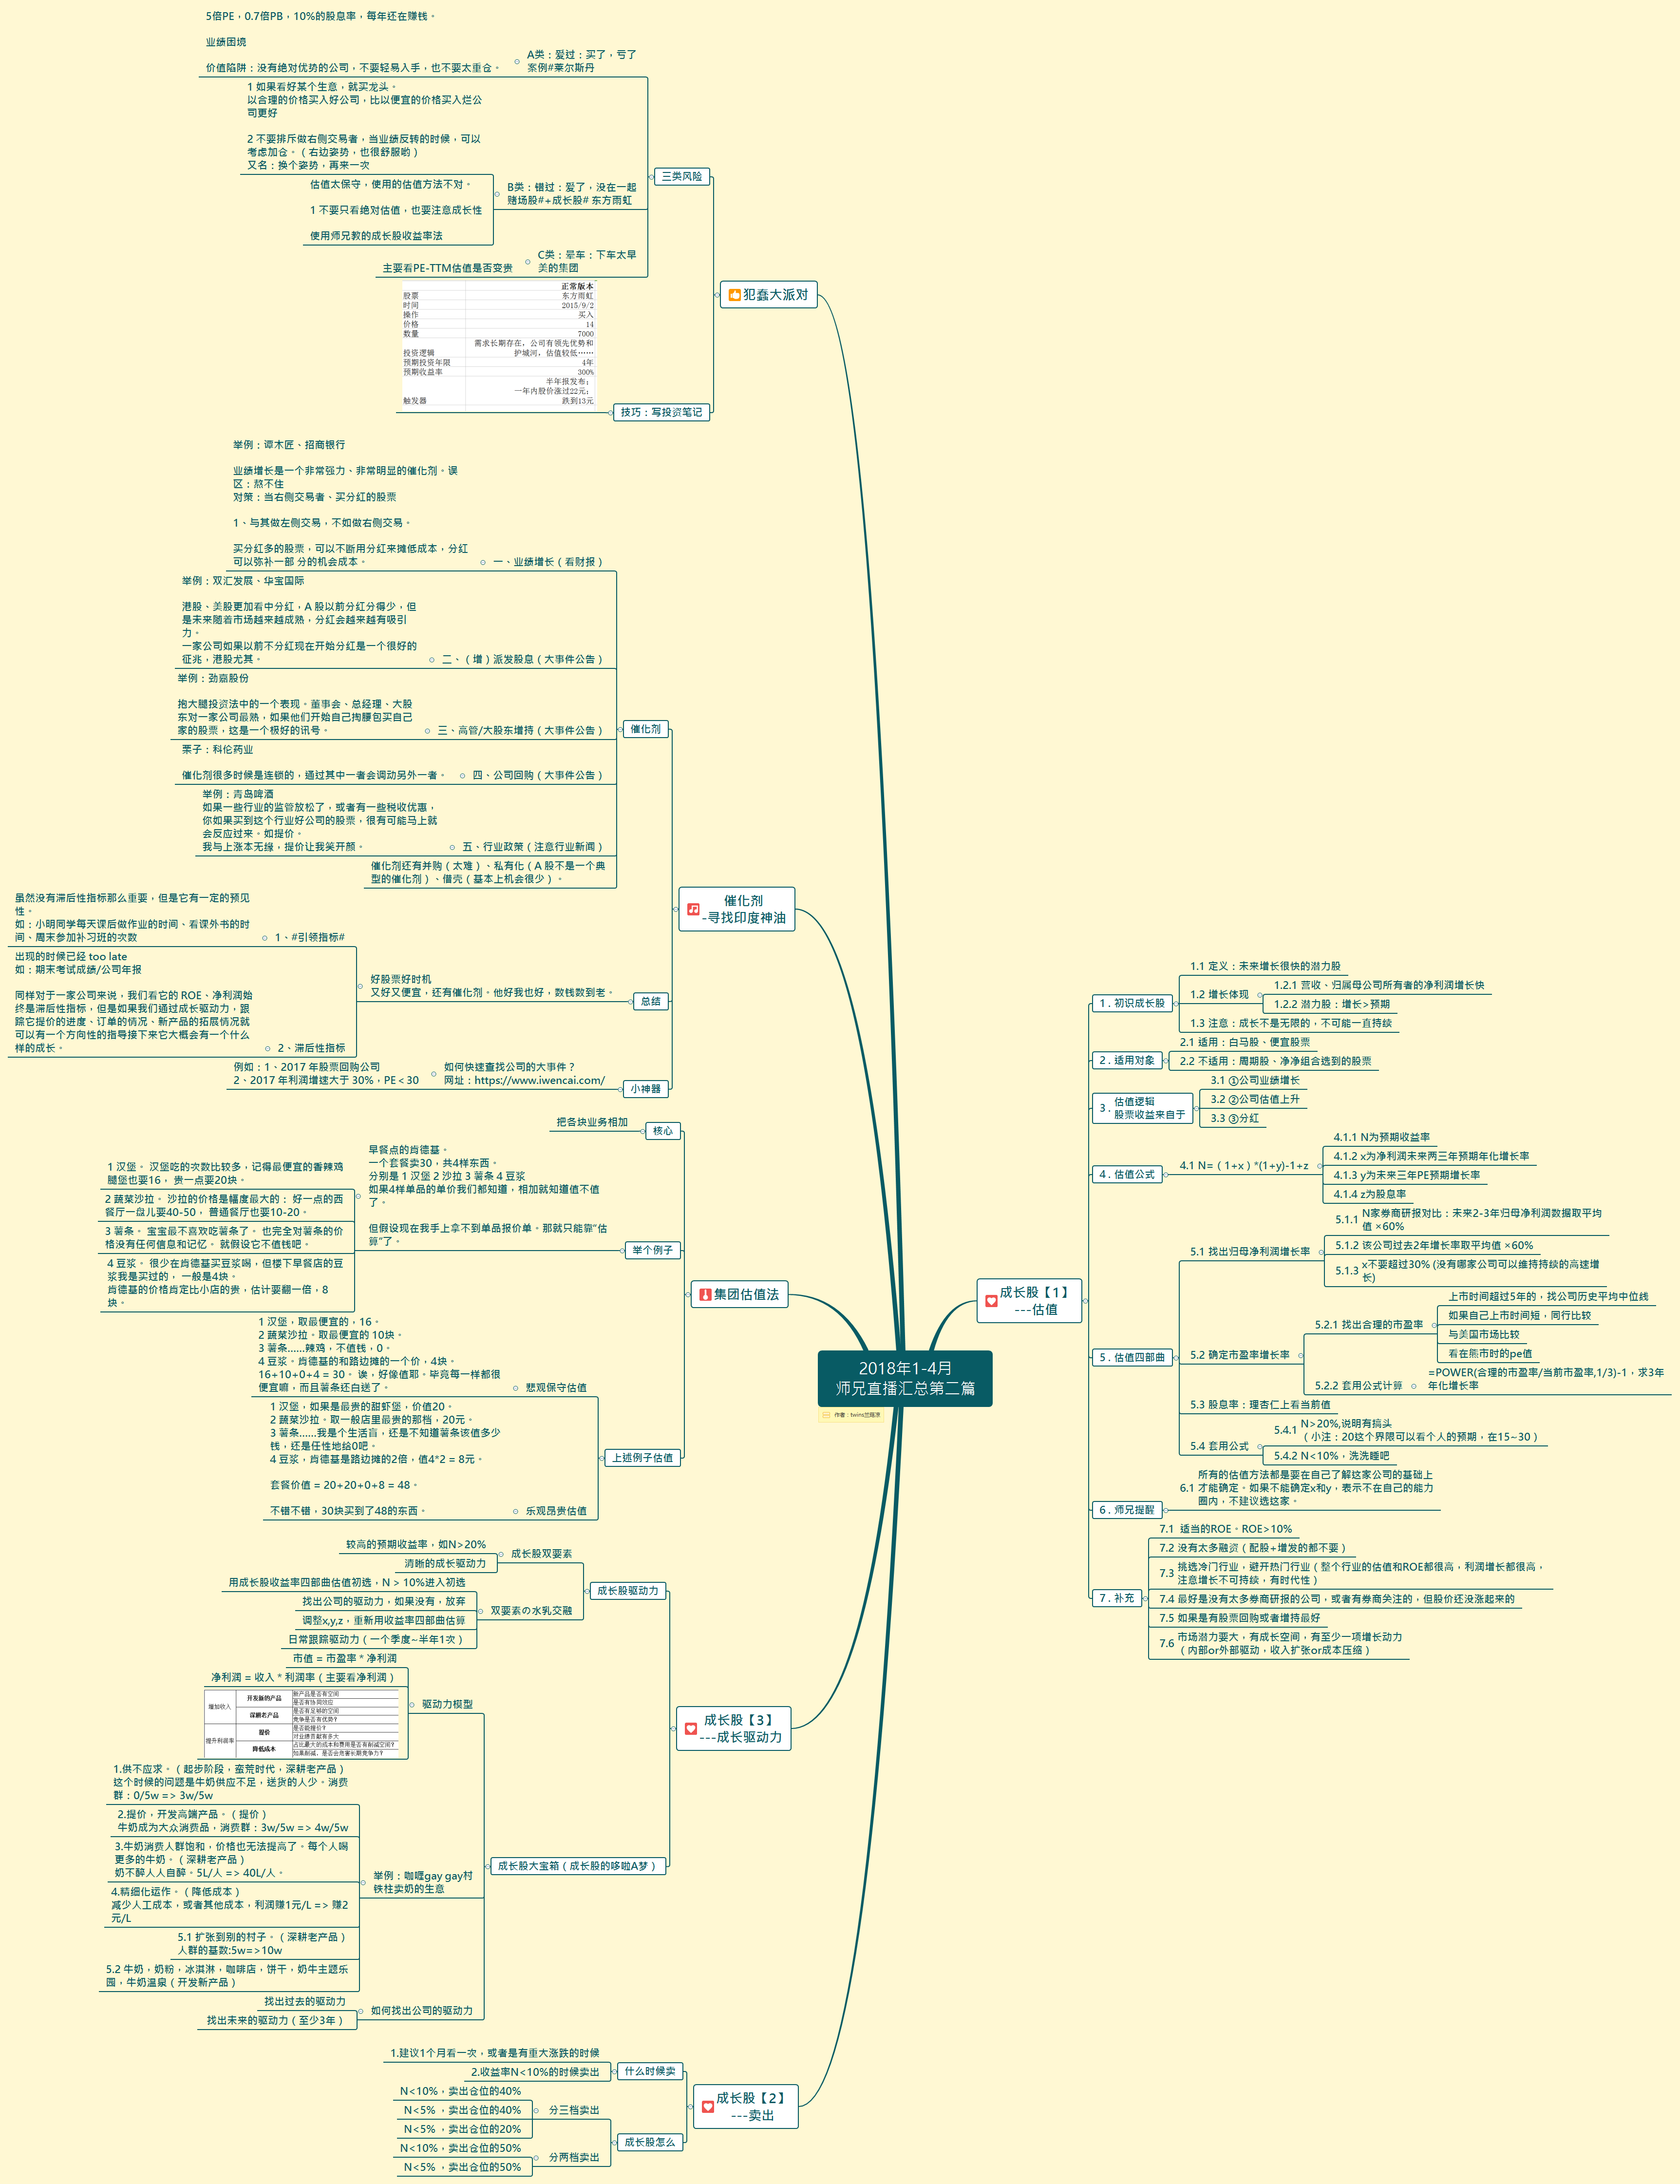 2018年1-4月
师兄直播汇总第二篇
作者：twins兰隰凉
成长股【1】
---估值
1 . 初识成长股
1.1 定义：未来增长很快的潜力股
1.2 增长体现
1.2.1 营收、归属母公司所有者的净利润增长快
1.2.2 潜力股：增长>预期
1.3 注意：成长不是无限的，不可能一直持续
2 . 适用对象
2.1 适用：白马股、便宜股票
2.2 不适用：周期股、净净组合选到的股票
3 . 估值逻辑
股票收益来自于
3.1 ①公司业绩增长
3.2 ②公司估值上升
3.3 ③分红
4 . 估值公式
4.1 N=（1+x）*(1+y)-1+z
4.1.1 N为预期收益率
4.1.2 x为净利润未来两三年预期年化增长率
4.1.3 y为未来三年PE预期增长率
4.1.4 z为股息率
5 . 估值四部曲
5.1 找出归母净利润增长率
5.1.1 N家券商研报对比：未来2-3年归母净利润数据取平均
值 ×60%
5.1.2 该公司过去2年增长率取平均值 ×60%
5.1.3 x不要超过30% (没有哪家公司可以维持持续的高速增
长)
5.2 确定市盈率增长率
5.2.1 找出合理的市盈率
上市时间超过5年的，找公司历史平均中位线
如果自己上市时间短，同行比较
与美国市场比较
看在熊市时的pe值
5.2.2 套用公式计算
=POWER(合理的市盈率/当前市盈率,1/3)-1，求3年
年化增长率
5.3 股息率：理杏仁上看当前值
5.4 套用公式
5.4.1 N>20%,说明有搞头
（小注：20这个界限可以看个人的预期，在15~30）
5.4.2 N<10%，洗洗睡吧
6 . 师兄提醒
6.1 所有的估值方法都是要在自己了解这家公司的基础上
才能确定。如果不能确定x和y，表示不在自己的能力
圈内，不建议选这家。
7 . 补充
7.1 适当的ROE。ROE>10%
7.2 没有太多融资（配股+增发的都不要）
7.3 挑选冷门行业，避开热门行业（整个行业的估值和ROE都很高，利润增长都很高，
注意增长不可持续，有时代性）
7.4 最好是没有太多券商研报的公司，或者有券商关注的，但股价还没涨起来的
7.5 如果是有股票回购或者增持最好
7.6 市场潜力要大，有成长空间，有至少一项增长动力
（内部or外部驱动，收入扩张or成本压缩）
犯蠢大派对
三类风险
A类：爱过：买了，亏了
案例#莱尔斯丹
5倍PE，0.7倍PB，10%的股息率，每年还在赚钱。
业绩困境
价值陷阱：没有绝对优势的公司，不要轻易入手，也不要太重仓。
B类：错过：爱了，没在一起
赌场股#+成长股# 东方雨虹
1 如果看好某个生意，就买龙头。
以合理的价格买入好公司，比以便宜的价格买入烂公
司更好
2 不要排斥做右侧交易者，当业绩反转的时候，可以
考虑加仓。（右边姿势，也很舒服哟）
又名：换个姿势，再来一次
估值太保守，使用的估值方法不对。
1 不要只看绝对估值，也要注意成长性
使用师兄教的成长股收益率法
C类：晕车：下车太早
美的集团
主要看PE-TTM估值是否变贵
技巧：写投资笔记
正常版本
股票 东方雨虹
时间 2015/9/2
操作 买入
价格 14
数量 7000
需求长期存在，公司有领先优势和
投资逻辑 护城河，估值较低……
预期投资年限 4年
预期收益率 300%
半年报发布；
一年内股价涨过22元；
触发器 跌到13元
催化剂
-寻找印度神油
催化剂
一、业绩增长（看财报）
举例：谭木匠、招商银行
业绩增长是一个非常强力、非常明显的催化剂。误
区：熬不住
对策：当右侧交易者、买分红的股票
1、与其做左侧交易，不如做右侧交易。
买分红多的股票，可以不断用分红来摊低成本，分红
可以弥补一部 分的机会成本。
二、（增）派发股息（大事件公告）
举例：双汇发展、华宝国际
港股、美股更加看中分红，A 股以前分红分得少，但
是未来随着市场越来越成熟，分红会越来越有吸引
力。
一家公司如果以前不分红现在开始分红是一个很好的
征兆，港股尤其。
三、高管/大股东增持（大事件公告）
举例：劲嘉股份
抱大腿投资法中的一个表现。董事会、总经理、大股
东对一家公司最熟，如果他们开始自己掏腰包买自己
家的股票，这是一个极好的讯号。
四、公司回购（大事件公告）
栗子：科伦药业
催化剂很多时候是连锁的，通过其中一者会调动另外一者。
五、行业政策（注意行业新闻）
举例：青岛啤酒
如果一些行业的监管放松了，或者有一些税收优惠，
你如果买到这个行业好公司的股票，很有可能马上就
会反应过来。如提价。
我与上涨本无缘，提价让我笑开颜。
催化剂还有并购（太难）、私有化（A 股不是一个典
型的催化剂）、借壳（基本上机会很少）。
总结
好股票好时机
又好又便宜，还有催化剂。他好我也好，数钱数到老。
1、#引领指标#
虽然没有滞后性指标那么重要，但是它有一定的预见
性。
如：小明同学每天课后做作业的时间、看课外书的时
间、周末参加补习班的次数
2、滞后性指标
出现的时候已经 too late
如：期末考试成绩/公司年报
同样对于一家公司来说，我们看它的 ROE、净利润始
终是滞后性指标，但是如果我们通过成长驱动力，跟
踪它提价的进度、订单的情况、新产品的拓展情况就
可以有一个方向性的指导接下来它大概会有一个什么
样的成长。
小神器
如何快速查找公司的大事件？
网址：https://www.iwencai.com/
例如：1、2017 年股票回购公司
2、2017 年利润增速大于 30%，PE＜30
集团估值法
核心
把各块业务相加
举个例子
早餐点的肯德基。
一个套餐卖30，共4样东西。
分别是 1 汉堡 2 沙拉 3 薯条 4 豆浆
如果4样单品的单价我们都知道，相加就知道值不值
了。
但假设现在我手上拿不到单品报价单。那就只能靠“估
算”了。
1 汉堡。 汉堡吃的次数比较多，记得最便宜的香辣鸡
腿堡也要16， 贵一点要20块。
2 蔬菜沙拉。 沙拉的价格是幅度最大的； 好一点的西
餐厅一盘儿要40-50， 普通餐厅也要10-20。
3 薯条。 宝宝最不喜欢吃薯条了。 也完全对薯条的价
格没有任何信息和记忆。 就假设它不值钱吧。
4 豆浆。 很少在肯德基买豆浆喝，但楼下早餐店的豆
浆我是买过的， 一般是4块。
肯德基的价格肯定比小店的贵，估计要翻一倍，8
块。
上述例子估值
悲观保守估值
1 汉堡，取最便宜的，16。
2 蔬菜沙拉。取最便宜的 10块。
3 薯条……辣鸡，不值钱，0。
4 豆浆。肯德基的和路边摊的一个价，4块。
16+10+0+4 = 30。 诶，好像值耶。毕竟每一样都很
便宜嘛，而且薯条还白送了。
乐观昂贵估值
1 汉堡，如果是最贵的甜虾堡，价值20。
2 蔬菜沙拉。取一般店里最贵的那档，20元。
3 薯条……我是个生活盲，还是不知道薯条该值多少
钱，还是任性地给0吧。
4 豆浆，肯德基是路边摊的2倍，值4*2 = 8元。
套餐价值 = 20+20+0+8 = 48。
不错不错，30块买到了48的东西。
成长股【3】
---成长驱动力
成长股驱动力
成长股双要素
较高的预期收益率，如N>20%
清晰的成长驱动力
双要素の水乳交融
用成长股收益率四部曲估值初选，N > 10%进入初选
找出公司的驱动力，如果没有，放弃
调整x,y,z，重新用收益率四部曲估算
日常跟踪驱动力（一个季度~半年1次）
成长股大宝箱（成长股的哆啦A梦）
驱动力模型
市值 = 市盈率 * 净利润
净利润 = 收入 * 利润率（主要看净利润）
增加收入
开发新的产品
新产品是否有空间
是否有协同效应
深耕老产品
是否有足够的空间
竞争是否有优势?
提升利润率
提价
是否能提价?
对业绩贡献有多大
降低成本
占比最大的成本和费用是否有削减空间?
如果削减，是否会危害长期竞争力?
举例：咖喱gay gay村
铁柱卖奶的生意
1.供不应求。（起步阶段，蛮荒时代，深耕老产品）
这个时候的问题是牛奶供应不足，送货的人少。消费
群：0/5w => 3w/5w
2.提价，开发高端产品。（提价）
牛奶成为大众消费品，消费群：3w/5w => 4w/5w
3.牛奶消费人群饱和，价格也无法提高了。每个人喝
更多的牛奶。（深耕老产品）
奶不醉人人自醉。5L/人 => 40L/人。
4.精细化运作。（降低成本）
减少人工成本，或者其他成本，利润赚1元/L => 赚2
元/L
5.1 扩张到别的村子。（深耕老产品）
人群的基数:5w=>10w
5.2 牛奶，奶粉，冰淇淋，咖啡店，饼干，奶牛主题乐
园，牛奶温泉（开发新产品）
如何找出公司的驱动力
找出过去的驱动力
找出未来的驱动力（至少3年）
成长股【2】
---卖出
什么时候卖
1.建议1个月看一次，或者是有重大涨跌的时候
2.收益率N<10%的时候卖出
成长股怎么
分三档卖出
N<10%，卖出仓位的40%
N<5% ，卖出仓位的40%
N<5% ，卖出仓位的20%
分两档卖出
N<10%，卖出仓位的50%
N<5% ，卖出仓位的50%